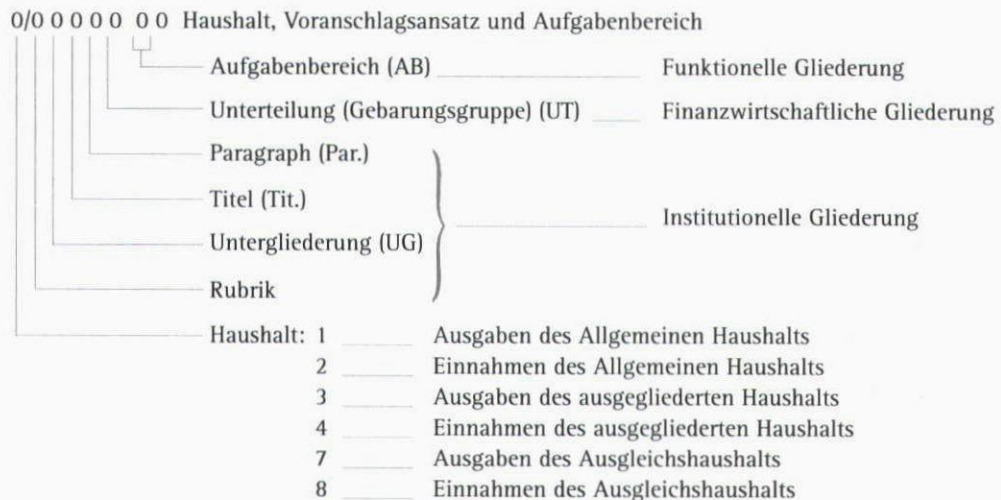 0/0 0 0 0 0 0 0 Haushalt, Voranschlagsansatz und Aufgabenbereich
Aufgabenbereich (AB) Funktionelle Gliederung
Unterteilung (Gebarungsgruppe) (UT) Finanzwirtschaftliche Gliederung
Paragraph (Par.)
Titel (Tit.)
Institutionelle Gliederung
Untergliederung (UG)
Rubrik
Haushalt: 1 Ausgaben des Allgemeinen Haushalts
2 Einnahmen des Allgemeinen Haushalts
3 Ausgaben des ausgegliederten Haushalts
4 Einnahmen des ausgegliederten Haushalts
7 Ausgaben des Ausgleichshaushalts
8 Einnahmen des Ausgleichshaushalts